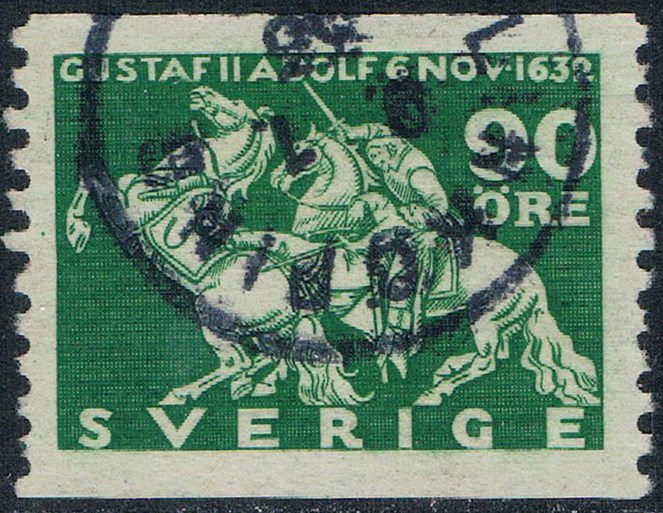 GUSTAF II ADOLF 6 NOV·1632
90
ÖRE
SVERIGE